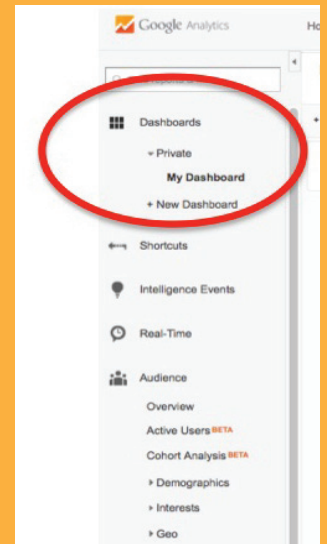 Google Analytics
Ho
Dashboards
Private
My Dashboard
+ New Dashboard
Shortcuts
Intelligence Events
Real-Time
Audience
Overview
Active Users BETA
Cohort Analysis BETA
Demographics
Interests
Geo